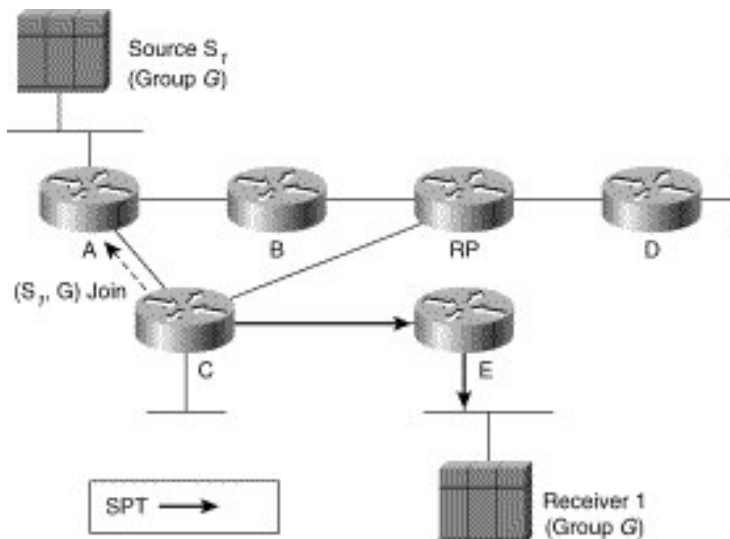 Source S₁
(Group G)
A
B
RP
D
(S₁, G) Join
C
E
SPT
Receiver 1
(Group G)